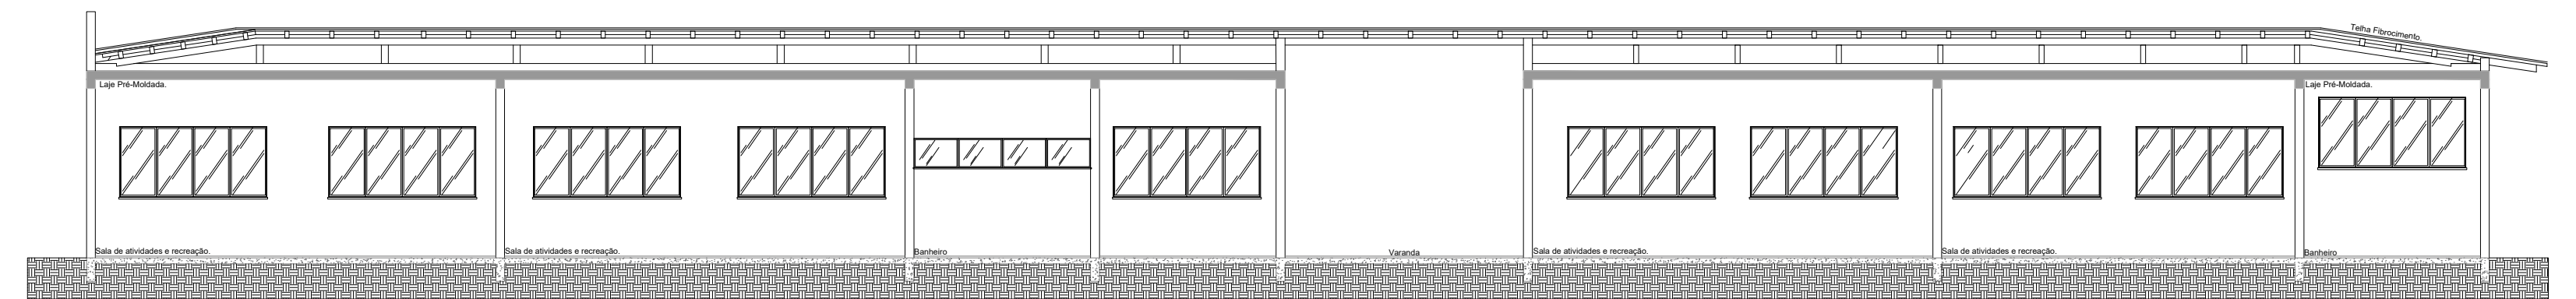 Telha Fibrocimento.
Laje Pré-Moldada.
Laje Pré-Moldada.
Sala de atividades e recreação.
Sala de atividades e recreação.
Banheiro
Varanda
Sala de atividades e recreação.
Sala de atividades e recreação.
Banheiro